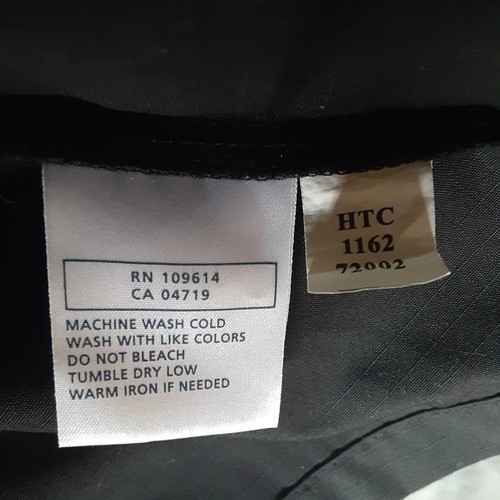 RN 109614
CA 04719
MACHINE WASH COLD
WASH WITH LIKE COLORS
DO NOT BLEACH
TUMBLE DRY LOW
WARM IRON IF NEEDED
HTC
1162
72992